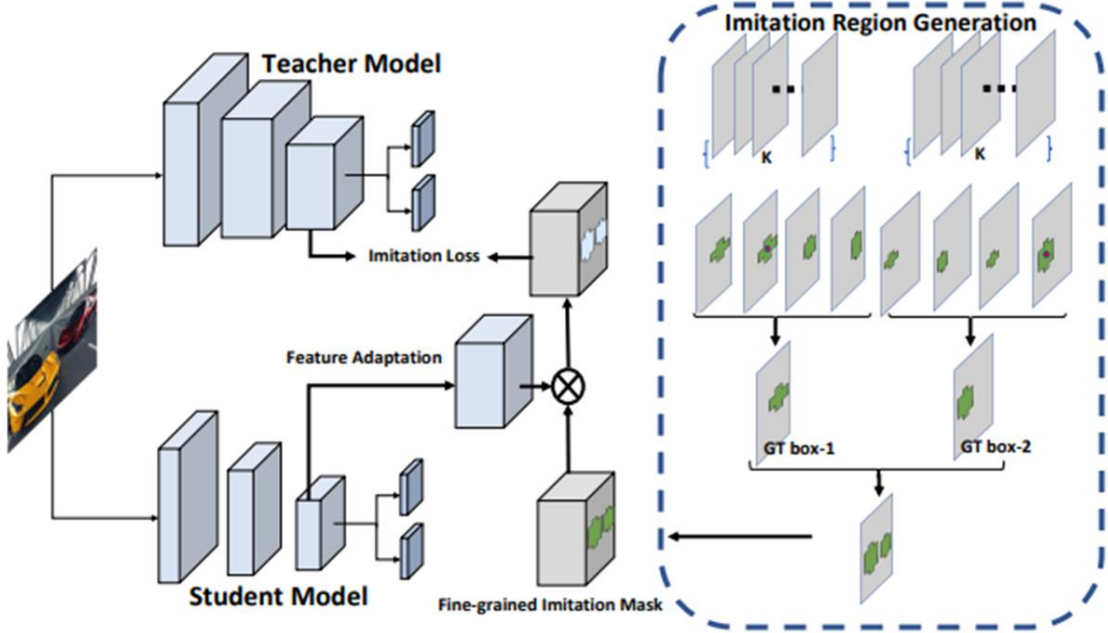 Imitation Region Generation
Teacher Model
K
K
Imitation Loss
Feature Adaptation
GT box-1
GT box-2
Student Model
Fine-grained Imitation Mask